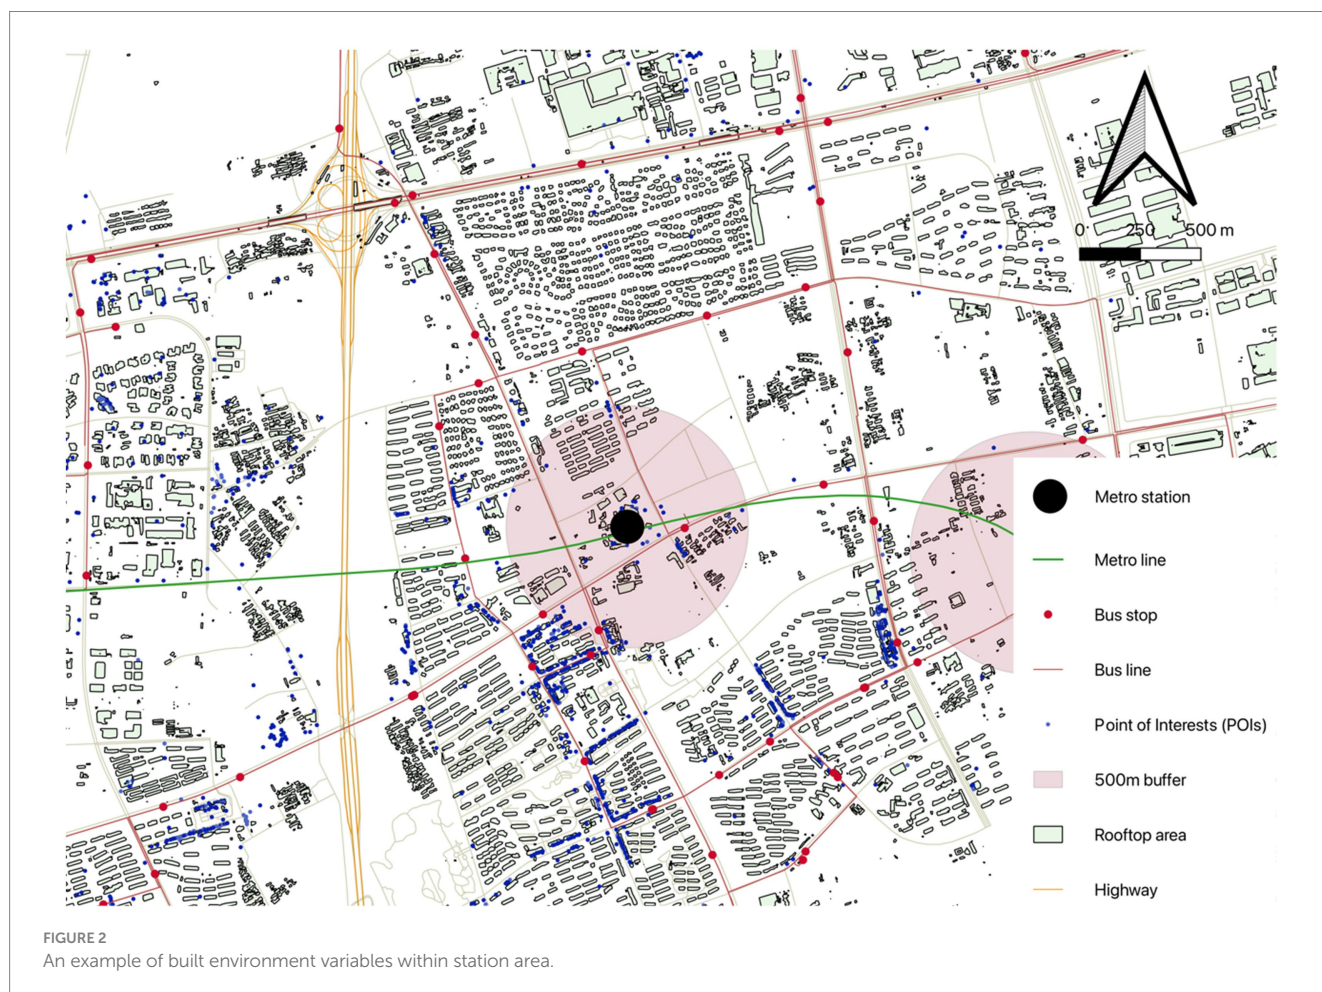 0 250 500 m
Metro station
Metro line
Bus stop
Bus line
Point of Interests (POIs)
500m buffer
Rooftop area
Highway
FIGURE 2
An example of built environment variables within station area.